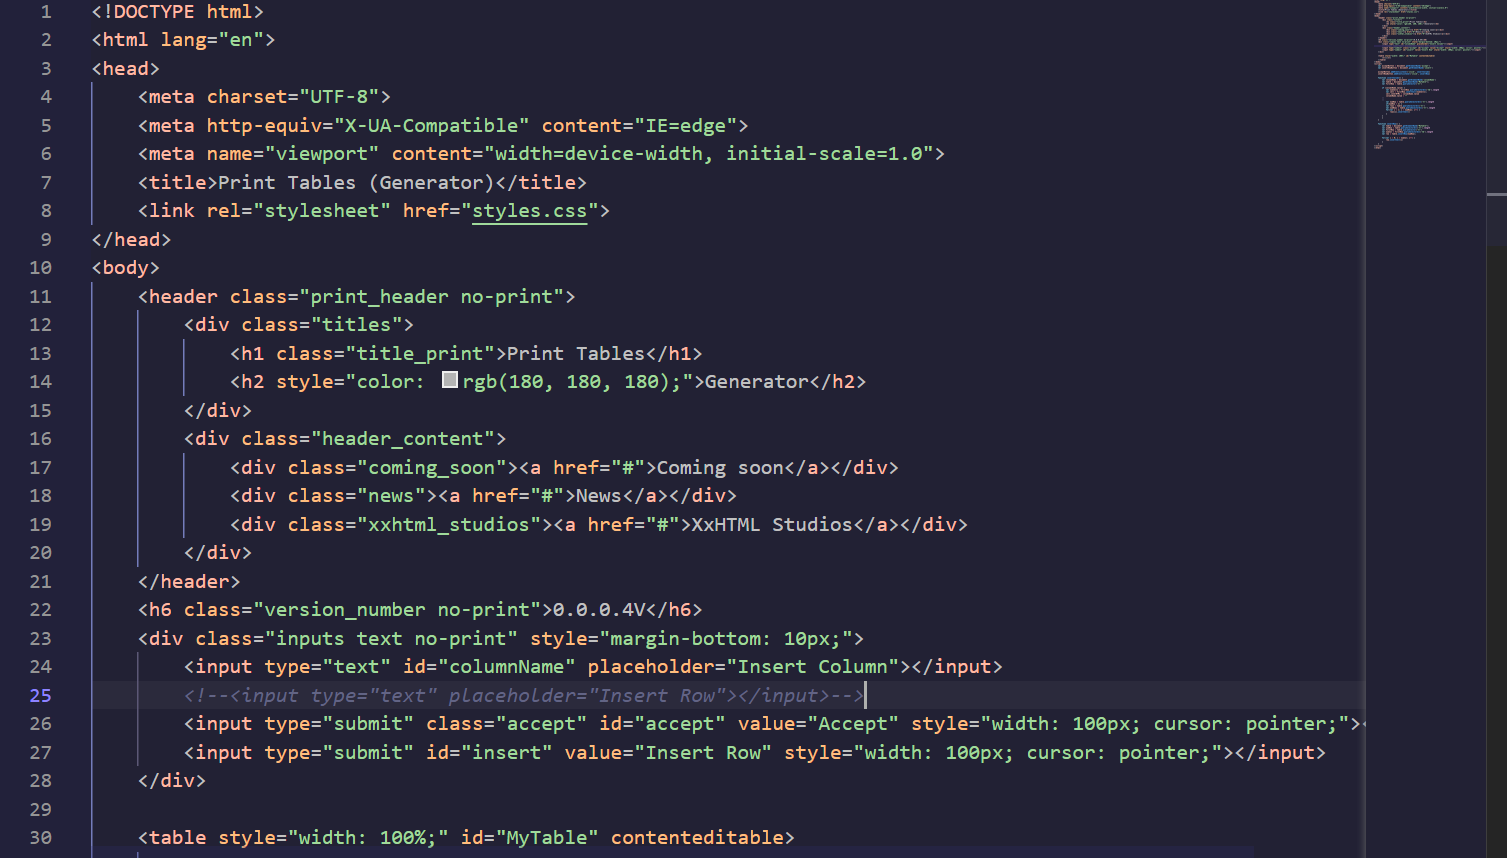 1 <!DOCTYPE html>
2 <html lang="en">
3 <head>
4 <meta charset="UTF-8">
5 <meta http-equiv="X-UA-Compatible" content="IE=edge">
6 <meta name="viewport" content="width=device-width, initial-scale=1.0">
7 <title>Print Tables (Generator)</title>
8 <link rel="stylesheet" href="styles.css">
9 </head>
10 <body>
11 <header class="print_header no-print">
12 <div class="titles">
13 <h1 class="title_print">Print Tables</h1>
14 <h2 style="color: rgb(180, 180, 180);">Generator</h2>
15 </div>
16 <div class="header_content">
17 <div class="coming_soon"><a href="#">Coming soon</a></div>
18 <div class="news"><a href="#">News</a></div>
19 <div class="xxhtml_studios"><a href="#">XxHTML Studios</a></div>
20 </div>
21 </header>
22 <h6 class="version_number no-print">0.0.0.4V</h6>
23 <div class="inputs text no-print" style="margin-bottom: 10px;">
24 <input type="text" id="columnName" placeholder="Insert Column"></input>
25 <!--<input type="text" placeholder="Insert Row"></input>-->
26 <input type="submit" class="accept" id="accept" value="Accept" style="width: 100px; cursor: pointer;"><
27 <input type="submit" id="insert" value="Insert Row" style="width: 100px; cursor: pointer;"></input>
28 </div>
29
30 <table style="width: 100%;" id="MyTable" contenteditable>